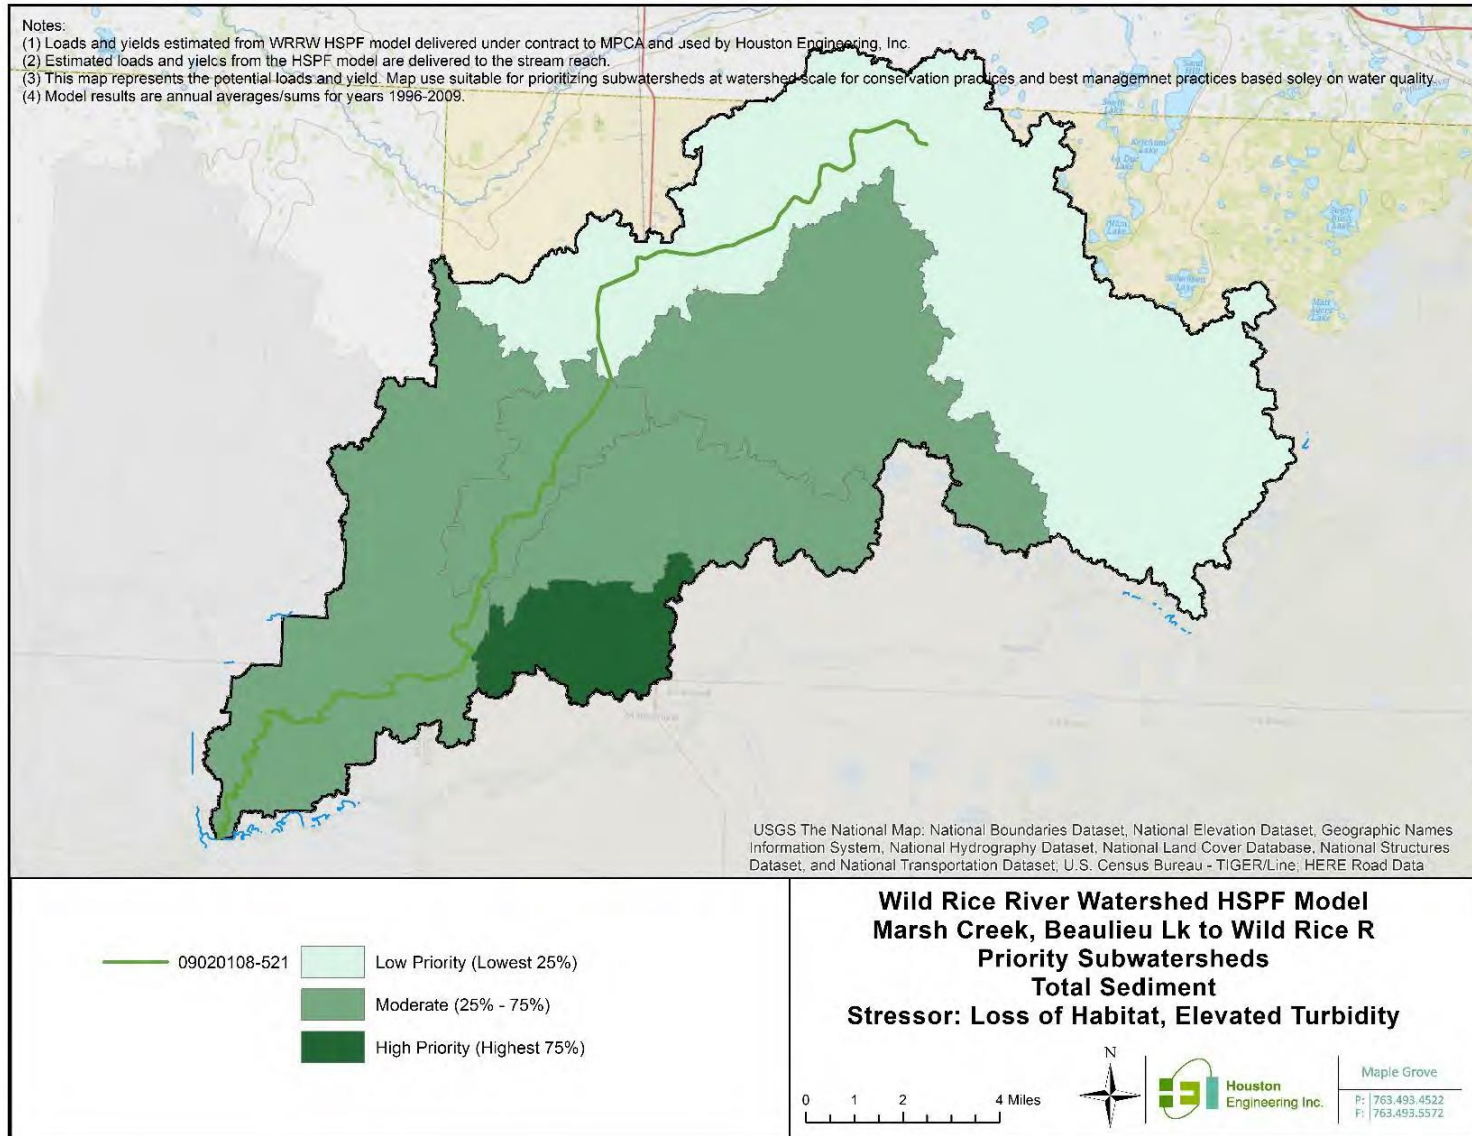 Notes:
(1) Loads and yields estimated from WRRW HSPF model delivered under contract to MPCA and used by Houston Engineering, Inc.
(2) Estimated loads and yields from the HSPF model are delivered to the stream reach.
(3) This map represents the potential loads and yield. Map use suitable for prioritizing subwatersheds at watershed scale for conservation practices and best managemnet practices based soley on water quality.
(4) Model results are annual averages/sums for years 1996-2009.
USGS The National Map: National Boundaries Dataset, National Elevation Dataset, Geographic Names
Information System, National Hydrography Dataset, National Land Cover Database, National Structures
Dataset, and National Transportation Dataset; U.S. Census Bureau - TIGER/Line; HERE Road Data
09020108-521
Low Priority (Lowest 25%)
Moderate (25% - 75%)
High Priority (Highest 75%)
Wild Rice River Watershed HSPF Model
Marsh Creek, Beaulieu Lk to Wild Rice R
Priority Subwatersheds
Total Sediment
Stressor: Loss of Habitat, Elevated Turbidity
0 1 2 4 Miles
N
Houston
Engineering Inc.
Maple Grove
P: 763.493.4522
F: 763.493.5572